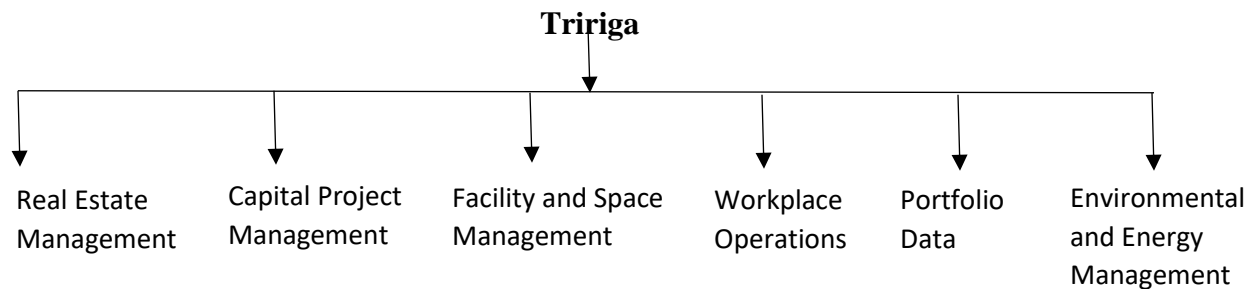 Tririga
Real Estate
Management
Capital Project
Management
Facility and Space
Management
Workplace
Operations
Portfolio
Data
Environmental
and Energy
Management